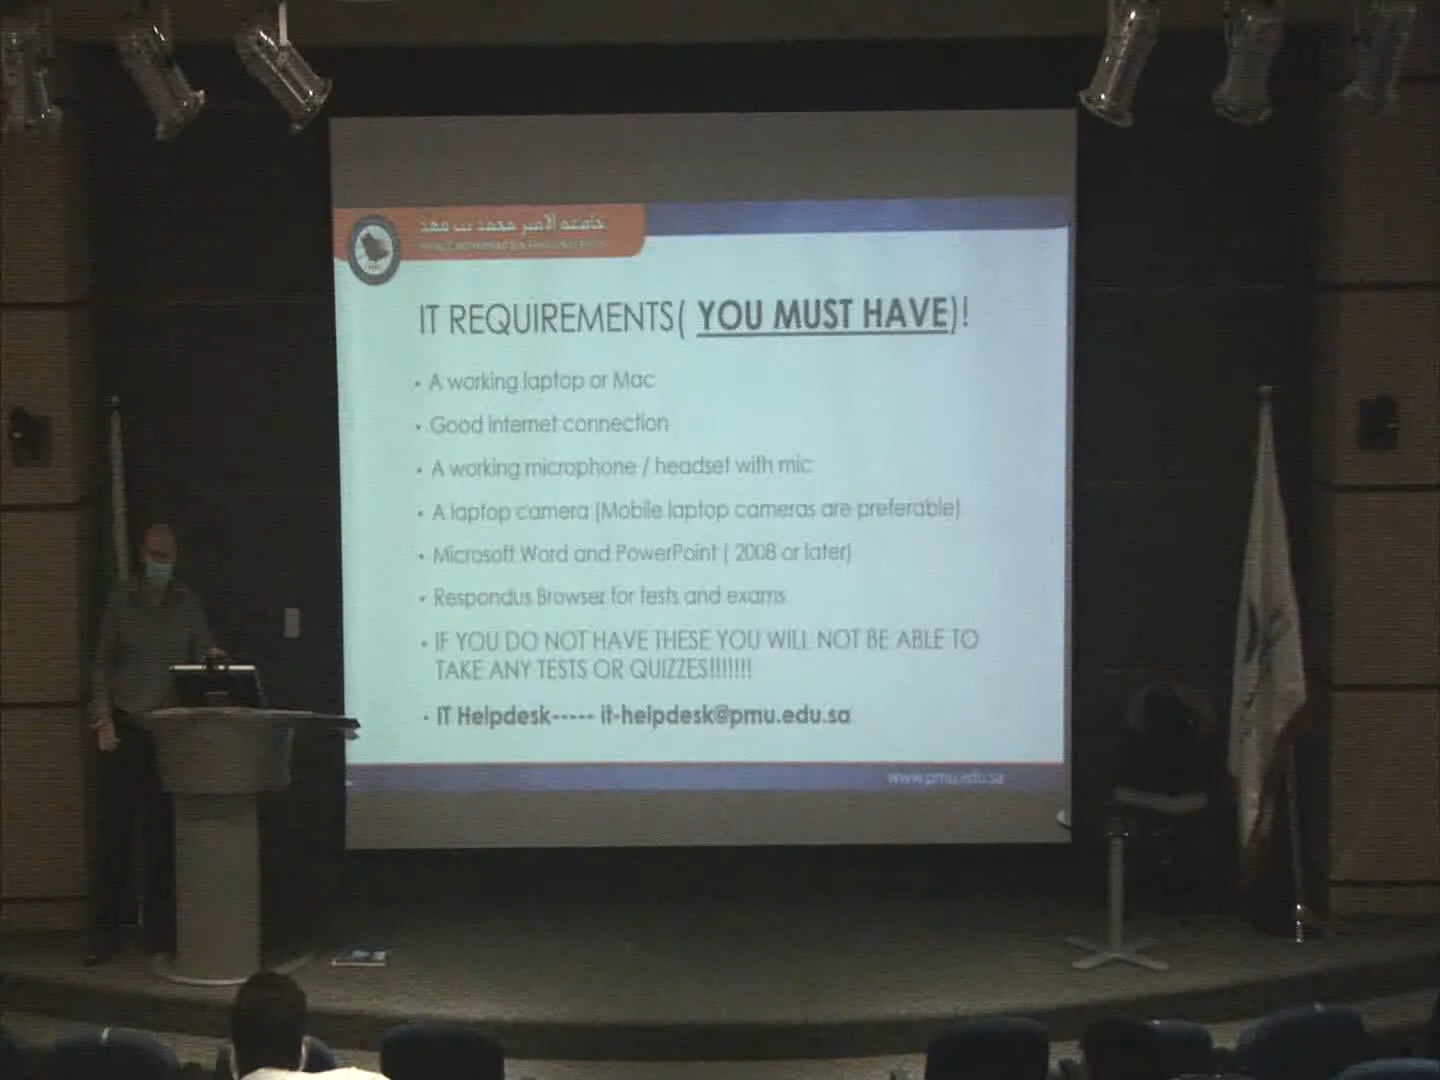 جامعة الأمير محمد بن فهد
IT REQUIREMENTS( YOU MUST HAVE)!
• A working laptop or Mac
• Good internet connection
• A working microphone / headset with mic
• A laptop camera (Mobile laptop cameras are preferable)
• Microsoft Word and PowerPoint ( 2008 or later)
• Respondus Browser for tests and exams
• IF YOU DO NOT HAVE THESE YOU WILL NOT BE ABLE TO
TAKE ANY TESTS OR QUIZZES!!!!!!!
• IT Helpdesk----- it-helpdesk@pmu.edu.sa
www.pmu.edu.sa